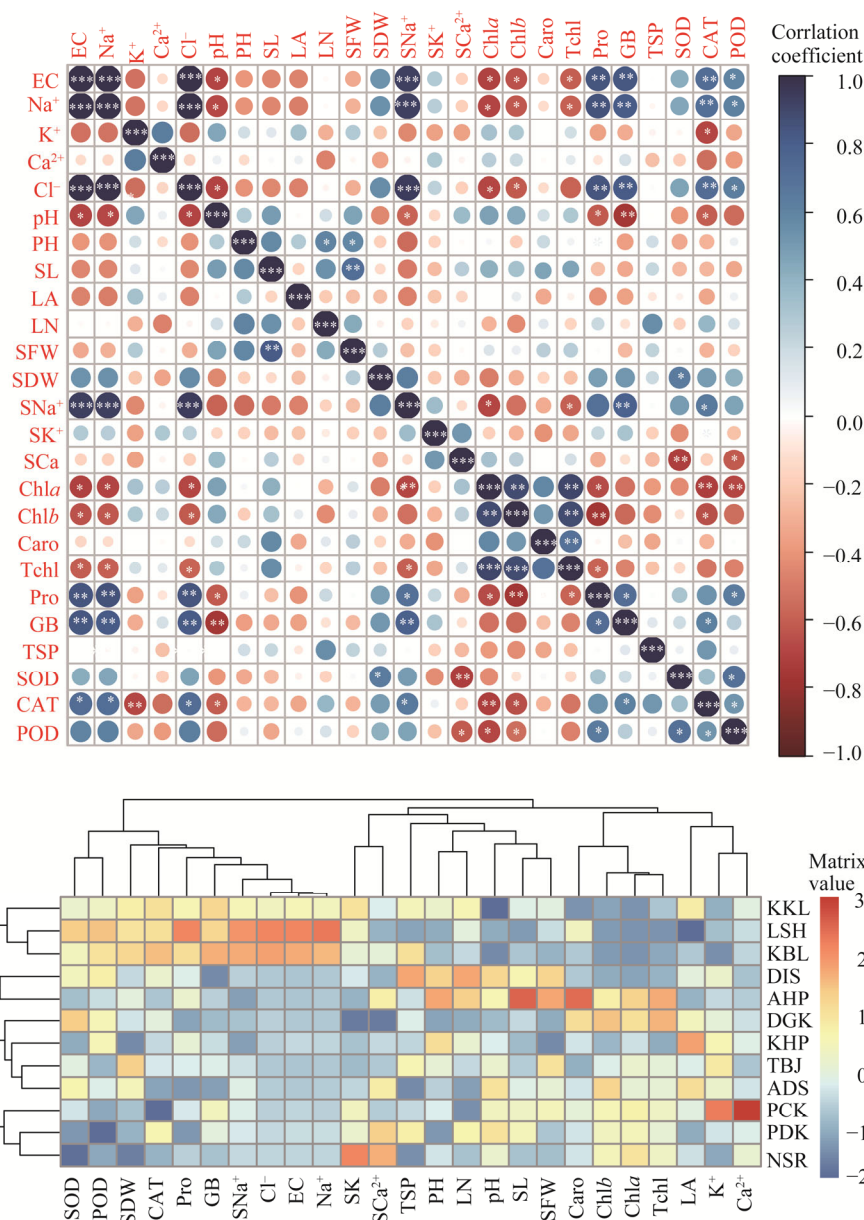 EC Na⁺ K⁺ Ca²⁺ Cl⁻ pH PH SL LA LN SFW SDW SNa⁺ SK⁺ SCa²⁺ Chla Chlb Caro Tchl Pro GB TSP SOD CAT POD
Corrlation
coefficient
EC
Na⁺
K⁺
Ca²⁺
Cl⁻
pH
PH
SL
LA
LN
SFW
SDW
SNa⁺
SK⁺
SCa
Chla
Chlb
Caro
Tchl
Pro
GB
TSP
SOD
CAT
POD
1.0
0.8
0.6
0.4
0.2
0.0
−0.2
−0.4
−0.6
−0.8
−1.0
Matrix
value
3
2
1
0
−1
−2
KKL
LSH
KBL
DIS
AHP
DGK
KHP
TBJ
ADS
PCK
PDK
NSR
SOD POD SDW CAT Pro GB SNa⁺ Cl⁻ EC Na⁺ SK SCa²⁺ TSP PH LN pH SL SFW Caro Chlb Chla Tchl LA K⁺ Ca²⁺